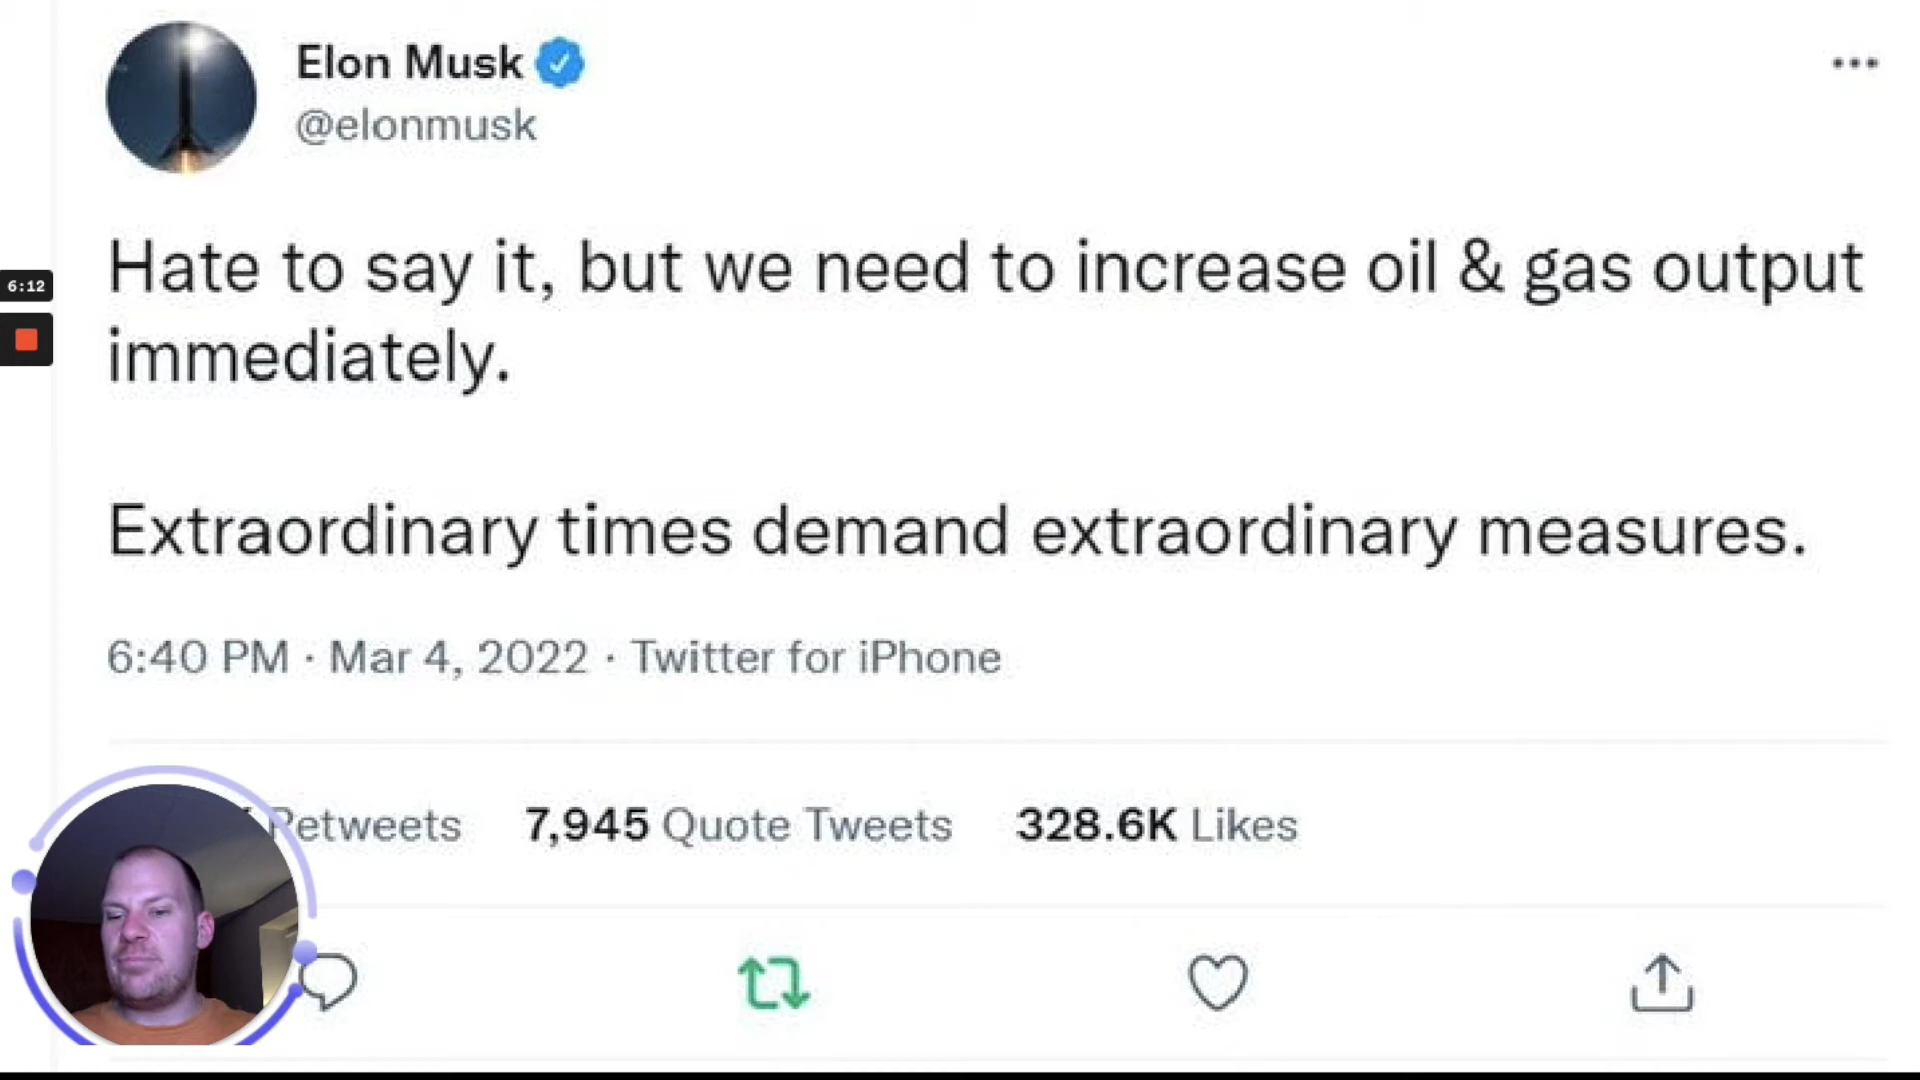 Elon Musk
@elonmusk
Hate to say it, but we need to increase oil & gas output
immediately.
Extraordinary times demand extraordinary measures.
6:40 PM · Mar 4, 2022 · Twitter for iPhone
6:12
Retweets 7,945 Quote Tweets 328.6K Likes